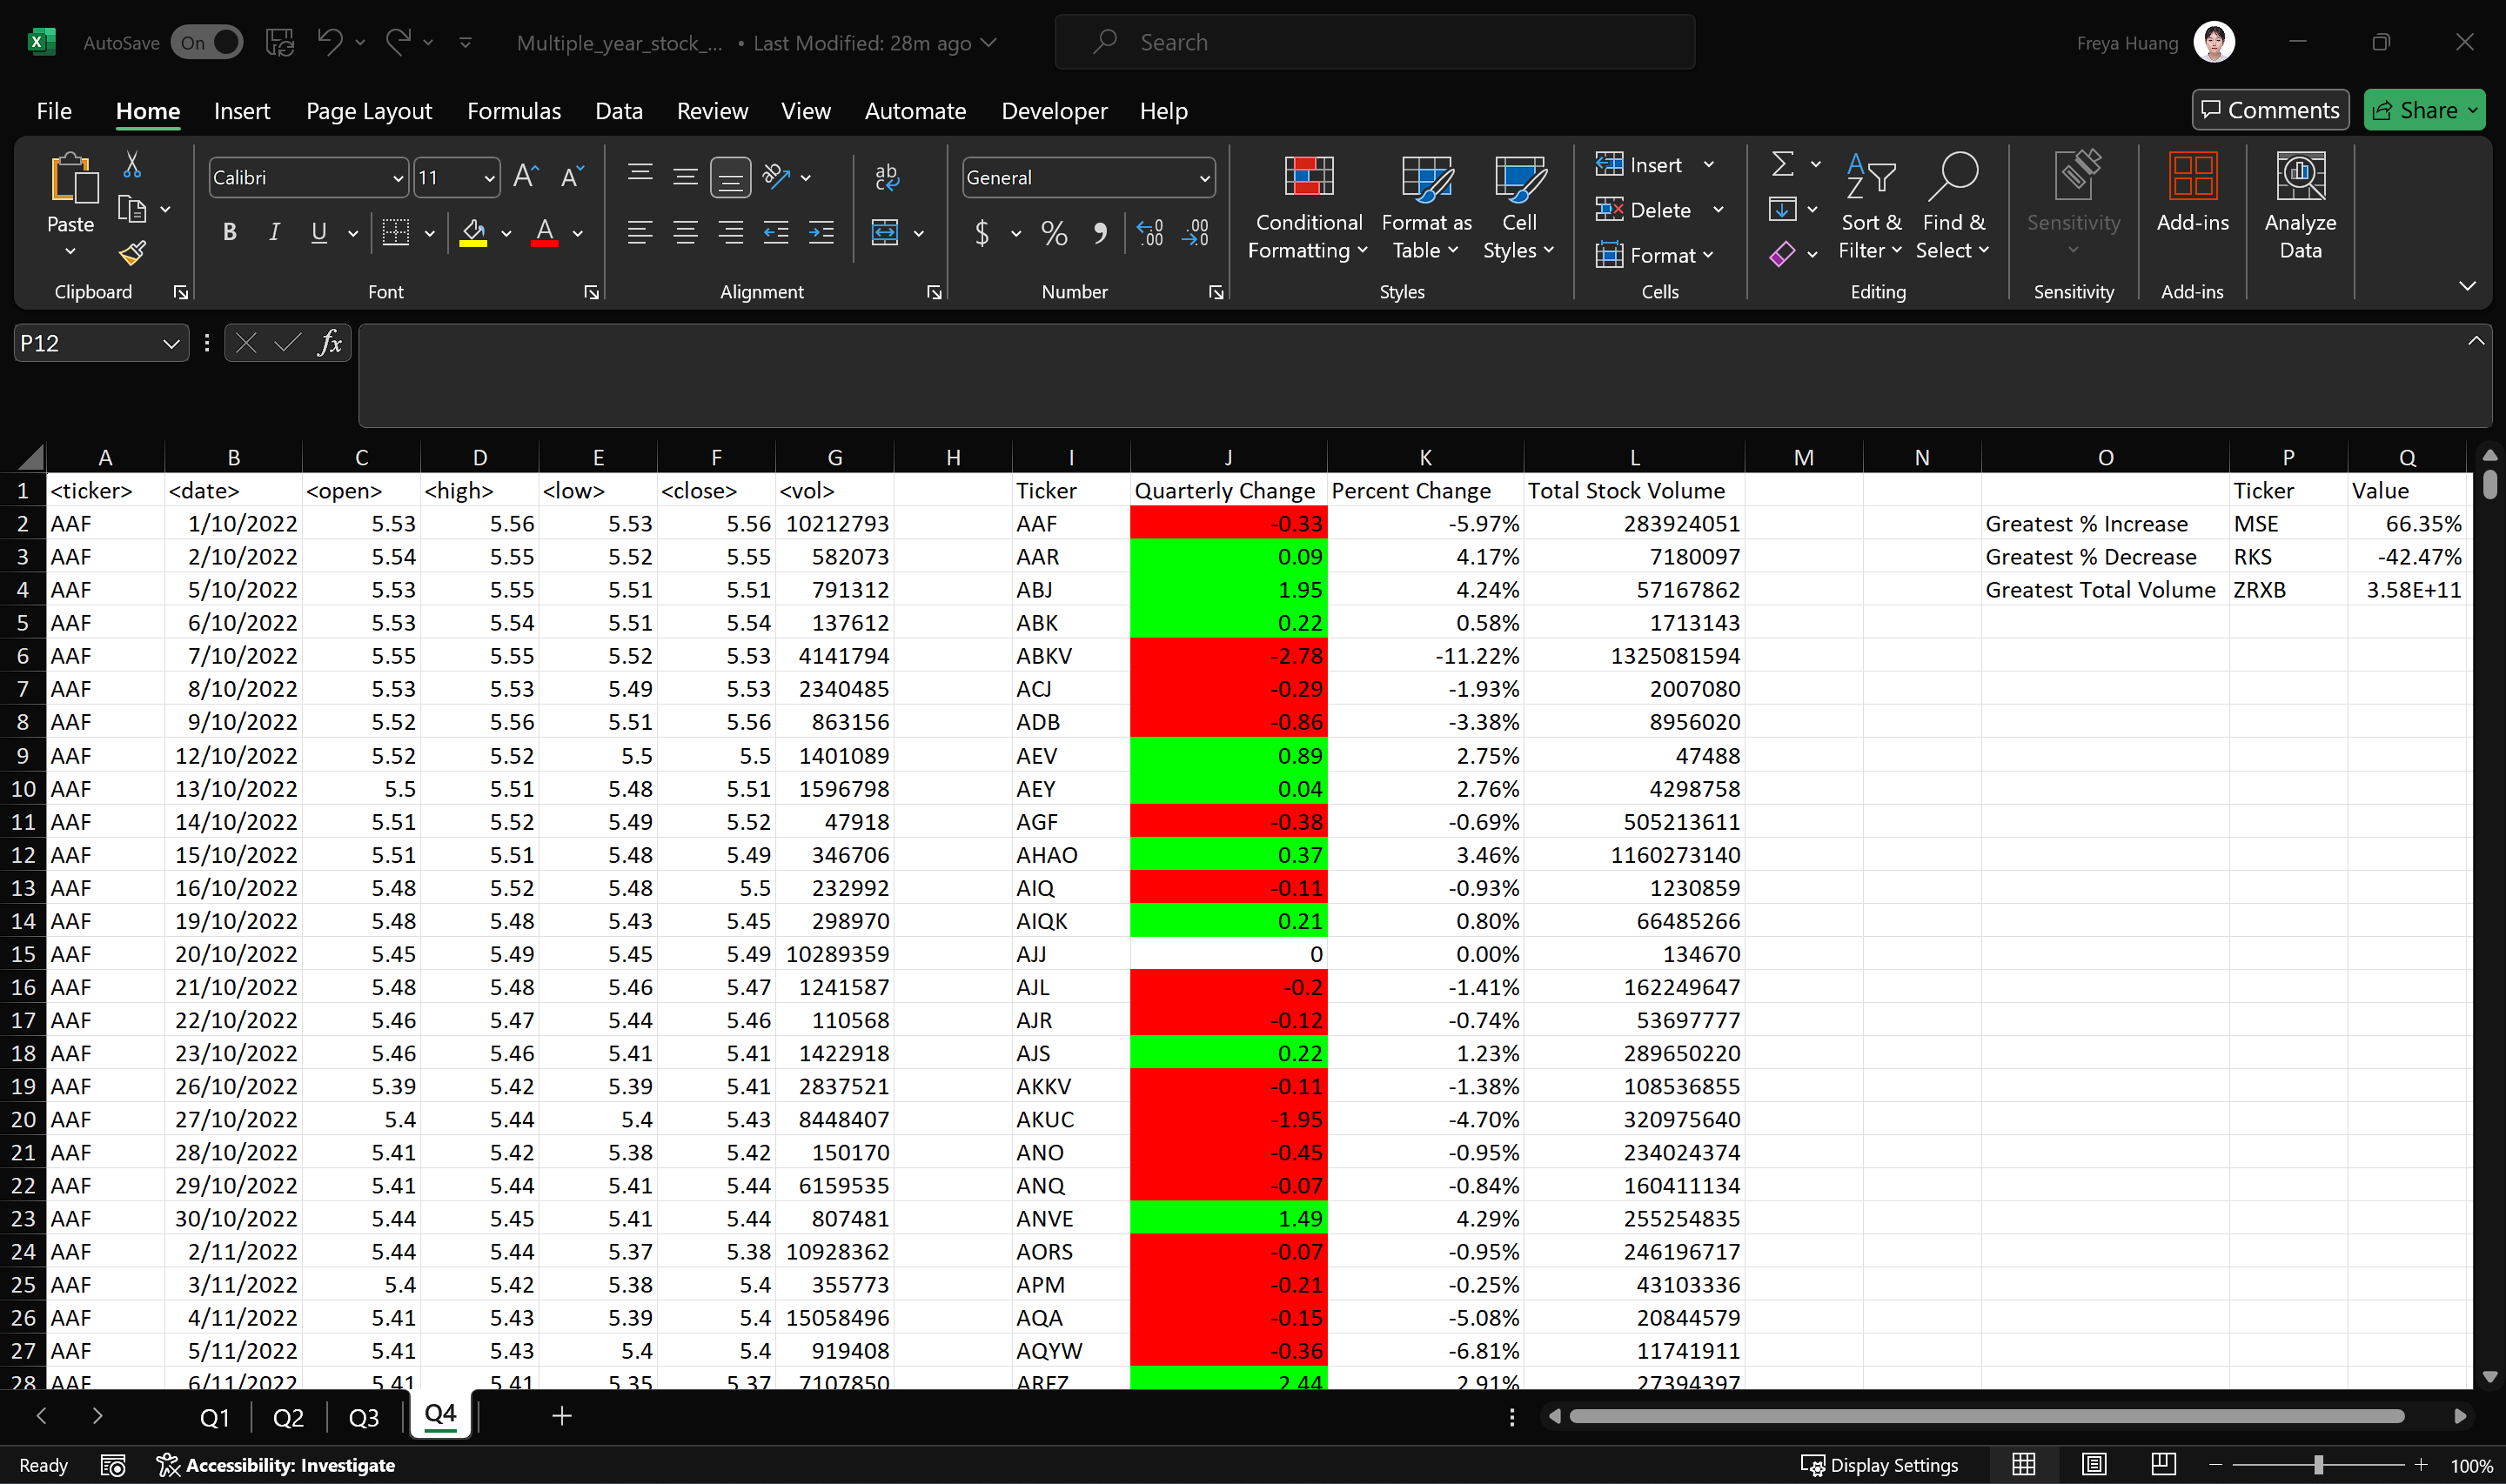 AutoSave On Multiple_year_stock_... • Last Modified: 28m ago Search Freya Huang
File Home Insert Page Layout Formulas Data Review View Automate Developer Help Comments Share
Paste Calibri 11 General Conditional Formatting Format as Table Cell Styles Insert Delete Format Sort & Filter Find & Select Sensitivity Add-ins Analyze Data
Clipboard Font Alignment Number Styles Cells Editing Sensitivity Add-ins
P12 fx
A B C D E F G H I J K L M N O P Q
1 <ticker> <date> <open> <high> <low> <close> <vol> Ticker Quarterly Change Percent Change Total Stock Volume Ticker Value
2 AAF 1/10/2022 5.53 5.56 5.53 5.56 10212793 AAF -0.33 -5.97% 283924051 Greatest % Increase MSE 66.35%
3 AAF 2/10/2022 5.54 5.55 5.52 5.55 582073 AAR 0.09 4.17% 7180097 Greatest % Decrease RKS -42.47%
4 AAF 5/10/2022 5.53 5.55 5.51 5.51 791312 ABJ 1.95 4.24% 57167862 Greatest Total Volume ZRXB 3.58E+11
5 AAF 6/10/2022 5.53 5.54 5.51 5.54 137612 ABK 0.22 0.58% 1713143
6 AAF 7/10/2022 5.55 5.55 5.52 5.53 4141794 ABKV -2.78 -11.22% 1325081594
7 AAF 8/10/2022 5.53 5.53 5.49 5.53 2340485 ACJ -0.29 -1.93% 2007080
8 AAF 9/10/2022 5.52 5.56 5.51 5.56 863156 ADB -0.86 -3.38% 8956020
9 AAF 12/10/2022 5.52 5.52 5.5 5.5 1401089 AEV 0.89 2.75% 47488
10 AAF 13/10/2022 5.5 5.51 5.48 5.51 1596798 AEY 0.04 2.76% 4298758
11 AAF 14/10/2022 5.51 5.52 5.49 5.52 47918 AGF -0.38 -0.69% 505213611
12 AAF 15/10/2022 5.51 5.51 5.48 5.49 346706 AHAO 0.37 3.46% 1160273140
13 AAF 16/10/2022 5.48 5.52 5.48 5.5 232992 AIQ -0.11 -0.93% 1230859
14 AAF 19/10/2022 5.48 5.48 5.43 5.45 298970 AIQK 0.21 0.80% 66485266
15 AAF 20/10/2022 5.45 5.49 5.45 5.49 10289359 AJJ 0 0.00% 134670
16 AAF 21/10/2022 5.48 5.48 5.46 5.47 1241587 AJL -0.2 -1.41% 162249647
17 AAF 22/10/2022 5.46 5.47 5.44 5.46 110568 AJR -0.12 -0.74% 53697777
18 AAF 23/10/2022 5.46 5.46 5.41 5.41 1422918 AJS 0.22 1.23% 289650220
19 AAF 26/10/2022 5.39 5.42 5.39 5.41 2837521 AKKV -0.11 -1.38% 108536855
20 AAF 27/10/2022 5.4 5.44 5.4 5.43 8448407 AKUC -1.95 -4.70% 320975640
21 AAF 28/10/2022 5.41 5.42 5.38 5.42 150170 ANO -0.45 -0.95% 234024374
22 AAF 29/10/2022 5.41 5.44 5.41 5.44 6159535 ANQ -0.07 -0.84% 160411134
23 AAF 30/10/2022 5.44 5.45 5.41 5.44 807481 ANVE 1.49 4.29% 255254835
24 AAF 2/11/2022 5.44 5.44 5.37 5.38 10928362 AORS -0.07 -0.95% 246196717
25 AAF 3/11/2022 5.4 5.42 5.38 5.4 355773 APM -0.21 -0.25% 43103336
26 AAF 4/11/2022 5.41 5.43 5.39 5.4 15058496 AQA -0.15 -5.08% 20844579
27 AAF 5/11/2022 5.41 5.43 5.4 5.4 919408 AQYW -0.36 -6.81% 11741911
28 AAF 6/11/2022 5.41 5.41 5.35 5.37 7107850 2.44 2.91% 27394397
Q1 Q2 Q3 Q4
Ready Accessibility: Investigate Display Settings 100%